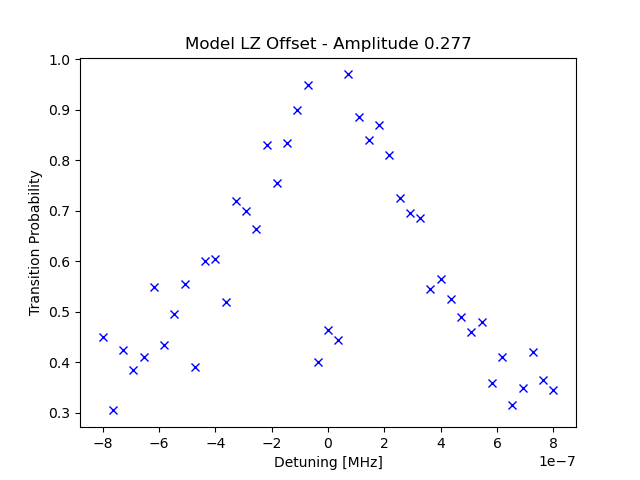 Model LZ Offset - Amplitude 0.277
Transition Probability
1.0
0.9
0.8
0.7
0.6
0.5
0.4
0.3
−8 −6 −4 −2 0 2 4 6 8
1e−7
Detuning [MHz]